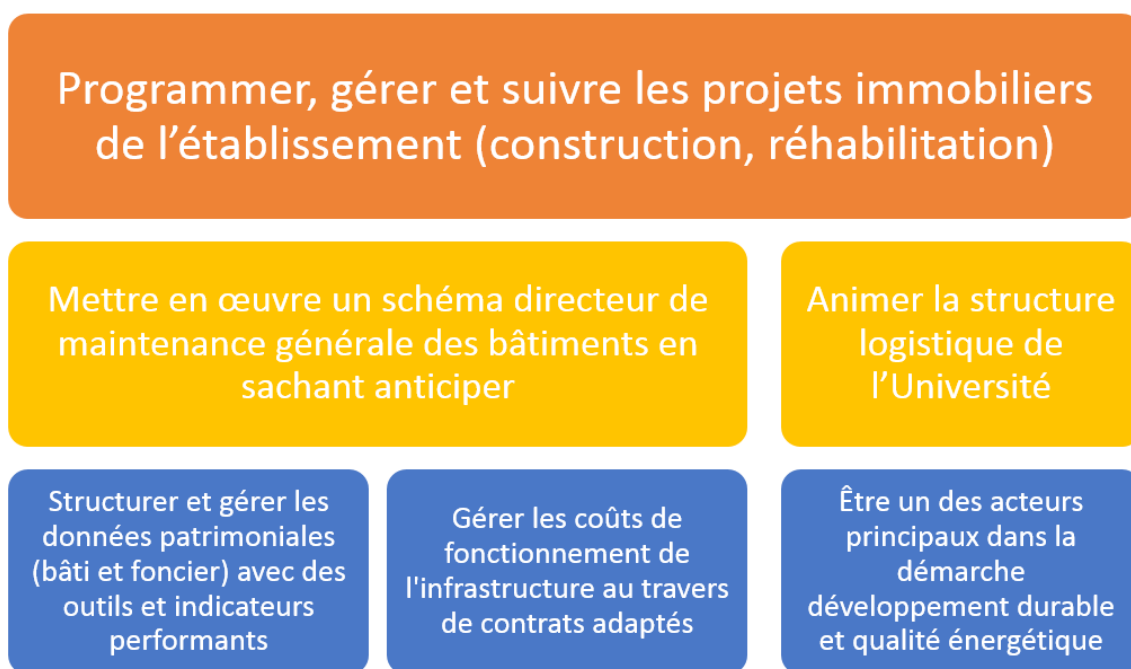 Programmer, gérer et suivre les projets immobiliers
de l’établissement (construction, réhabilitation)
Mettre en œuvre un schéma directeur de
maintenance générale des bâtiments en
sachant anticiper
Animer la structure
logistique de
l’Université
Structurer et gérer les
données patrimoniales
(bâti et foncier) avec des
outils et indicateurs
performants
Gérer les coûts de
fonctionnement de
l'infrastructure au travers
de contrats adaptés
Être un des acteurs
principaux dans la
démarche
développement durable
et qualité énergétique